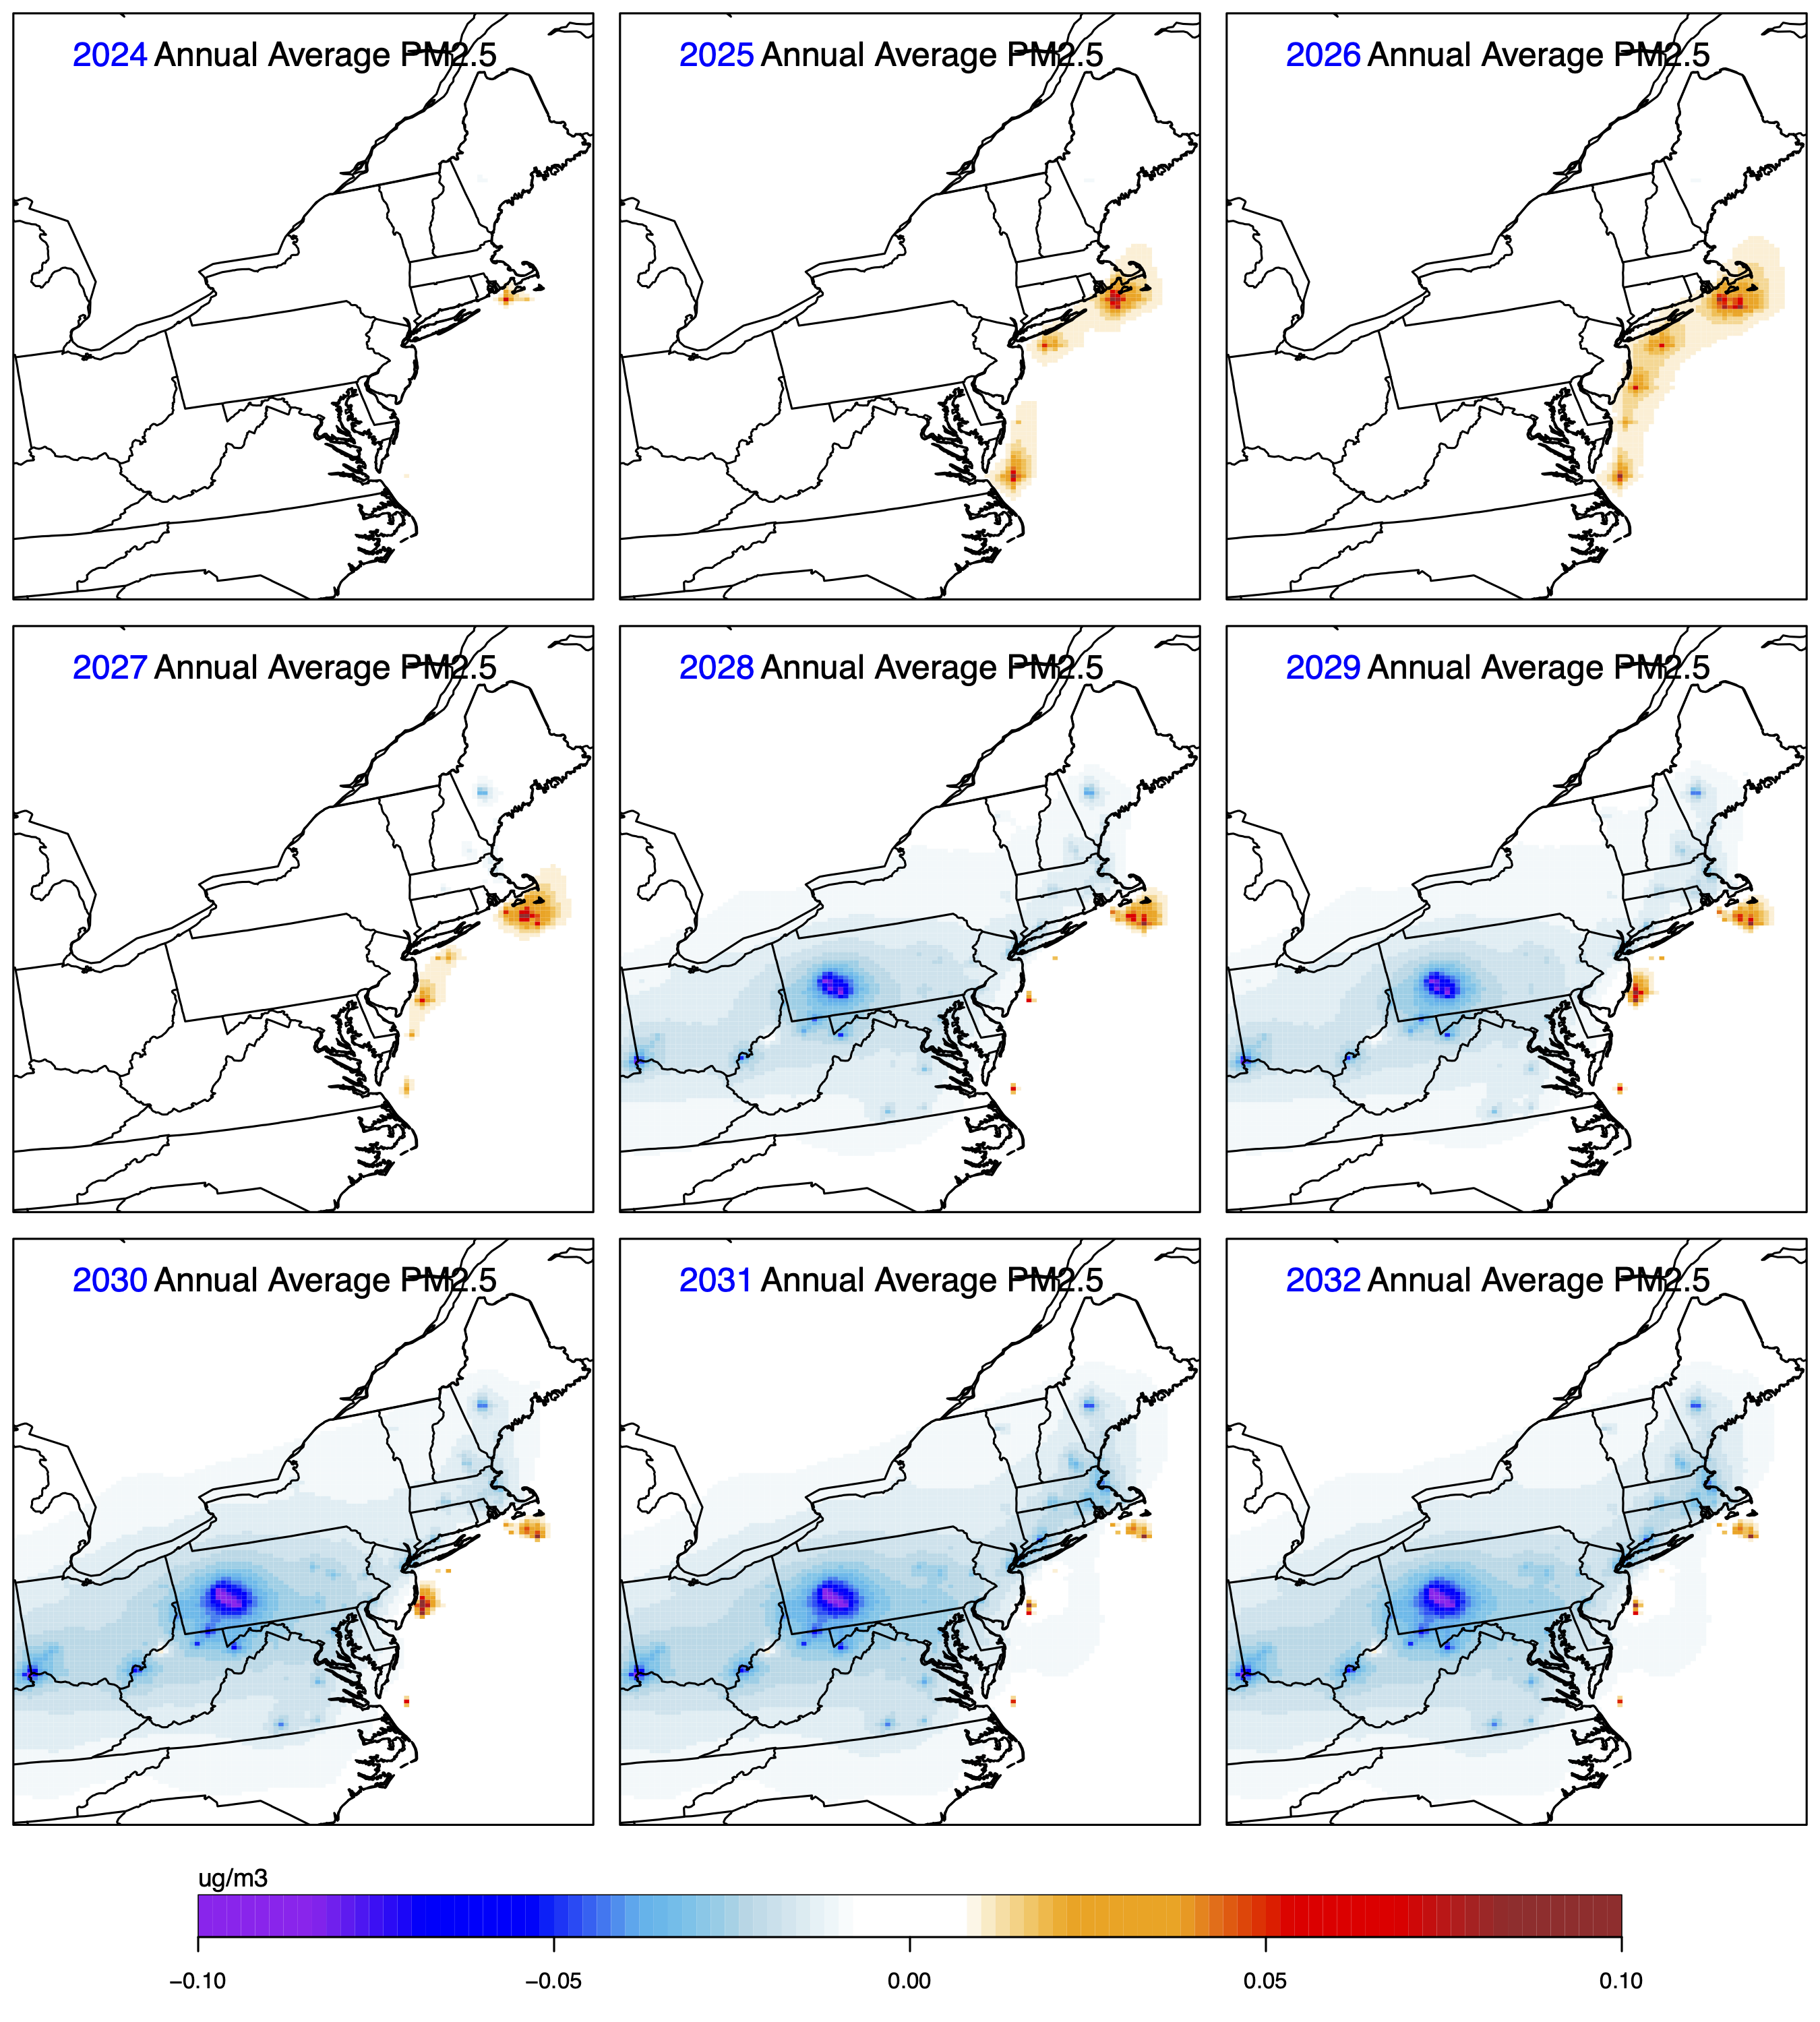 2024 Annual Average PM2.5
2025 Annual Average PM2.5
2026 Annual Average PM2.5
2027 Annual Average PM2.5
2028 Annual Average PM2.5
2029 Annual Average PM2.5
2030 Annual Average PM2.5
2031 Annual Average PM2.5
2032 Annual Average PM2.5
ug/m3
−0.10 −0.05 0.00 0.05 0.10